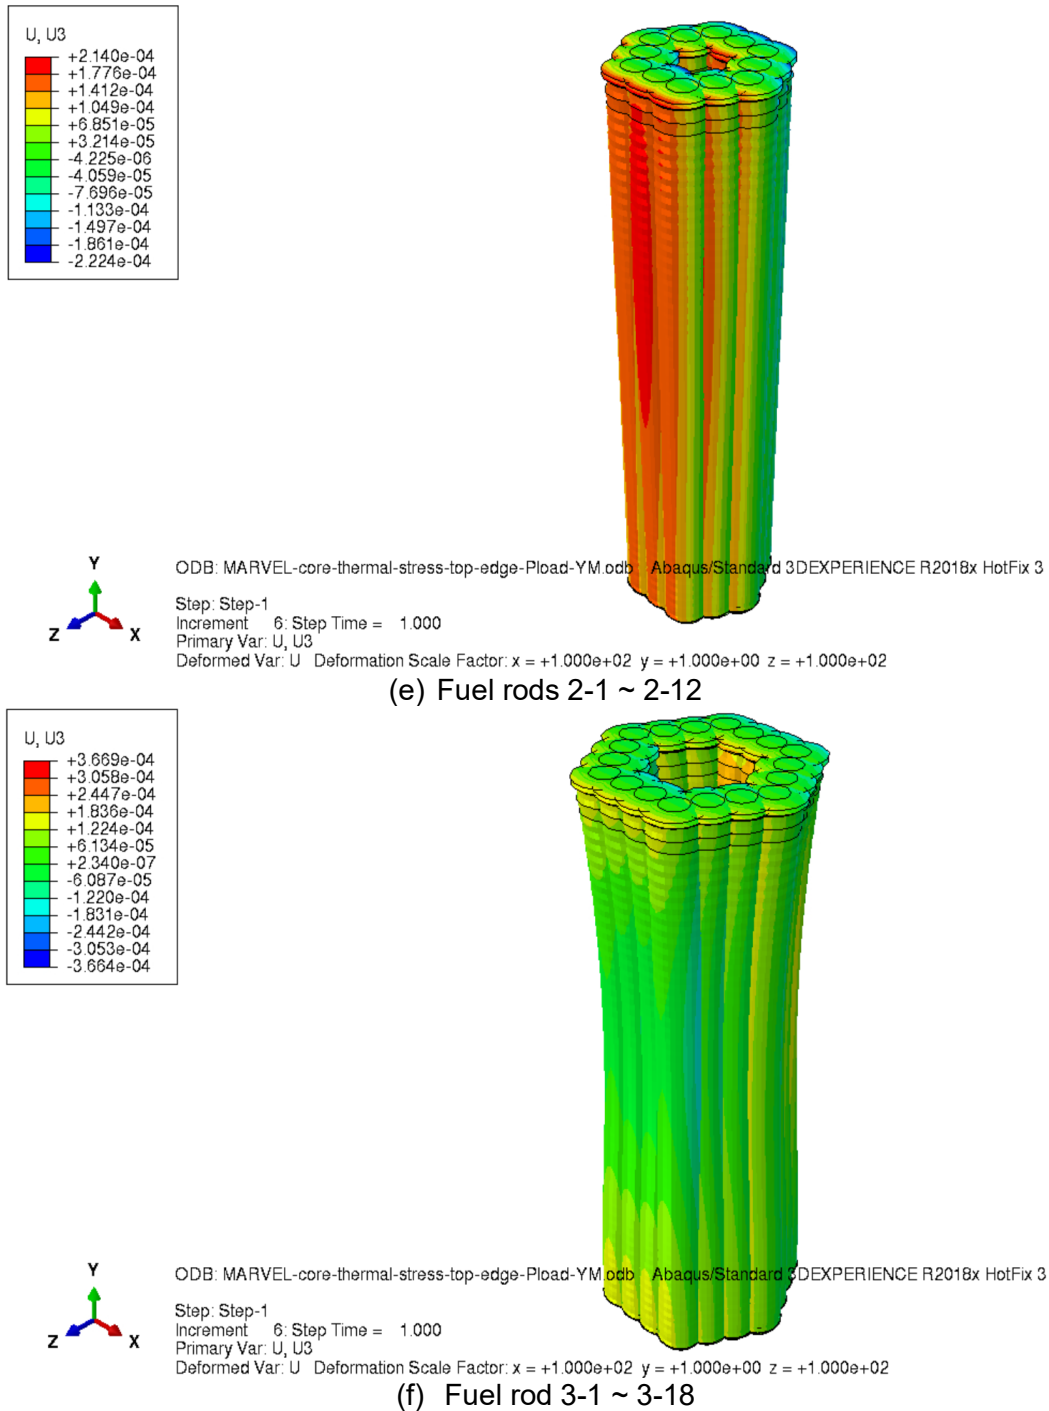 U, U3
+2.140e-04
+1.776e-04
+1.412e-04
+1.049e-04
+6.851e-05
+3.214e-05
-4.225e-06
-4.059e-05
-7.696e-05
-1.133e-04
-1.497e-04
-1.861e-04
-2.224e-04
Y
Z X
ODB: MARVEL-core-thermal-stress-top-edge-Pload-YM.odb Abaqus/Standard 3DEXPERIENCE R2018x HotFix 3
Step: Step-1
Increment 6: Step Time = 1.000
Primary Var: U, U3
Deformed Var: U Deformation Scale Factor: x = +1.000e+02 y = +1.000e+00 z = +1.000e+02
(e) Fuel rods 2-1 ~ 2-12
U, U3
+3.669e-04
+3.058e-04
+2.447e-04
+1.836e-04
+1.224e-04
+6.134e-05
+2.340e-07
-6.087e-05
-1.220e-04
-1.831e-04
-2.442e-04
-3.053e-04
-3.664e-04
Y
Z X
ODB: MARVEL-core-thermal-stress-top-edge-Pload-YM.odb Abaqus/Standard 3DEXPERIENCE R2018x HotFix 3
Step: Step-1
Increment 6: Step Time = 1.000
Primary Var: U, U3
Deformed Var: U Deformation Scale Factor: x = +1.000e+02 y = +1.000e+00 z = +1.000e+02
(f) Fuel rod 3-1 ~ 3-18